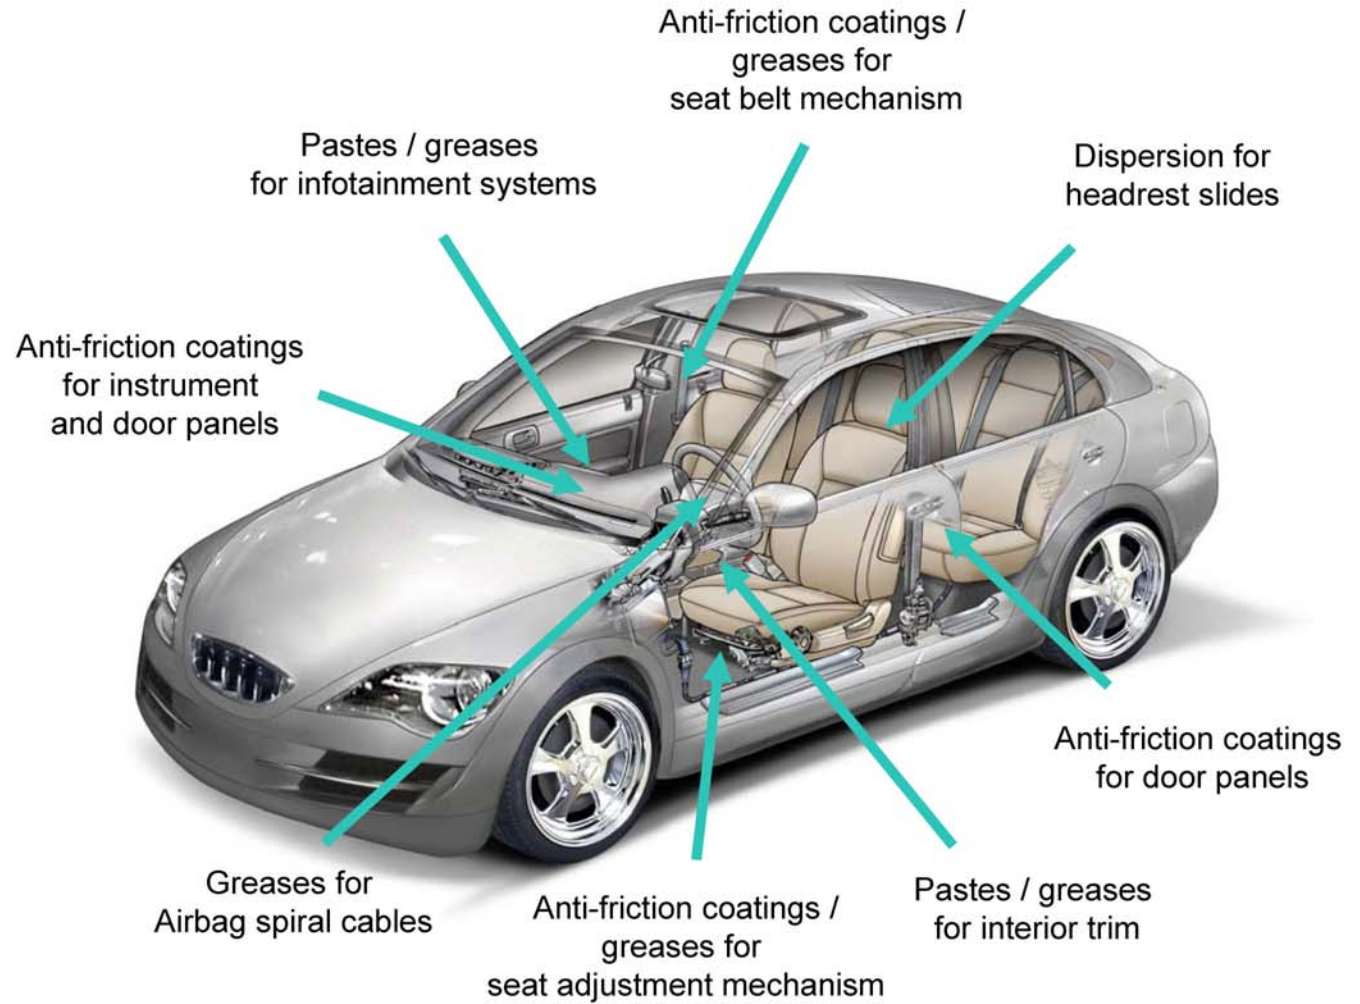 Anti-friction coatings /
greases for
seat belt mechanism
Pastes / greases
for infotainment systems
Dispersion for
headrest slides
Anti-friction coatings
for instrument
and door panels
Anti-friction coatings
for door panels
Greases for
Airbag spiral cables
Anti-friction coatings /
greases for
seat adjustment mechanism
Pastes / greases
for interior trim